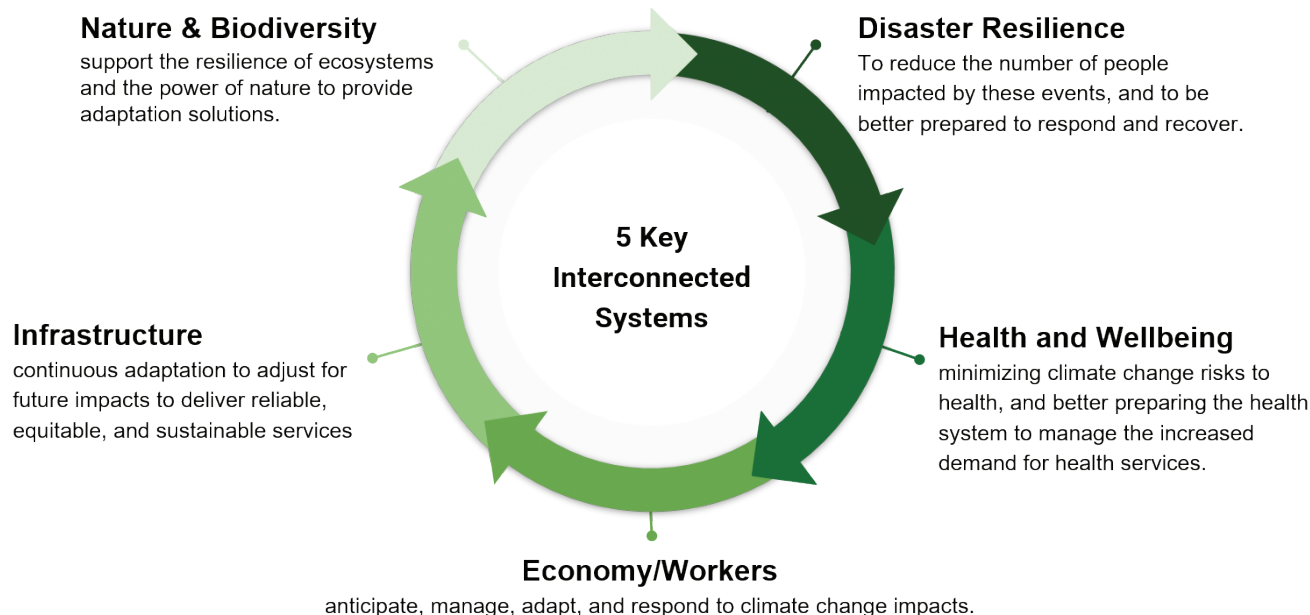 Nature & Biodiversity
support the resilience of ecosystems
and the power of nature to provide
adaptation solutions.
Disaster Resilience
To reduce the number of people
impacted by these events, and to be
better prepared to respond and recover.
5 Key
Interconnected
Systems
Infrastructure
continuous adaptation to adjust for
future impacts to deliver reliable,
equitable, and sustainable services
Health and Wellbeing
minimizing climate change risks to
health, and better preparing the health
system to manage the increased
demand for health services.
Economy/Workers
anticipate, manage, adapt, and respond to climate change impacts.